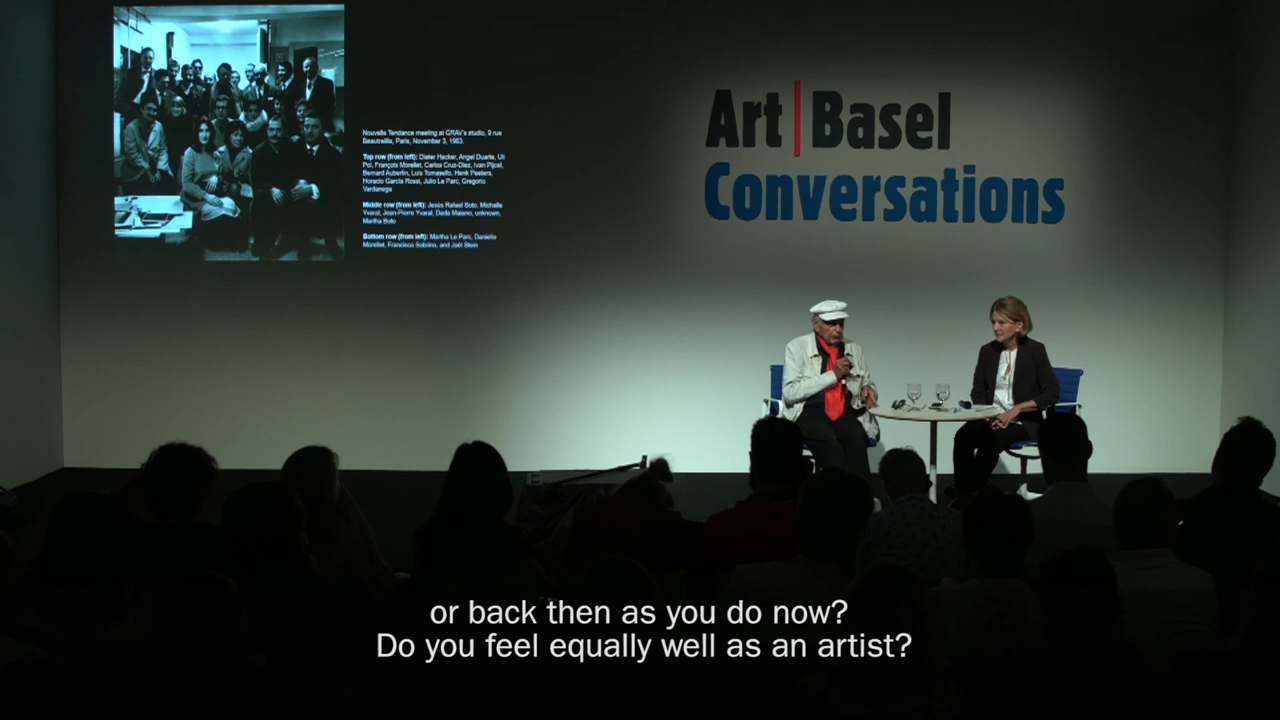 Nouvelle Tendance meeting at GRAV's studio, 9 rue
Beautreillis, Paris, November 3, 1963.
Top row (from left): Dieter Hacker, Angel Duarte, Uli
Pol, François Morellet, Carlos Cruz-Diez, Ivan Pijcel,
Bernard Aubertin, Luis Tomasello, Henk Peeters,
Horacio Garcia Rossi, Julio Le Parc, Gregorio
Vardanega
Middle row (from left): Jesús Rafael Soto, Michelle
Yvaral, Jean-Pierre Yvaral, Dada Maiano, unknown,
Martha Boto
Bottom row (from left): Martha Le Parc, Danielle
Morellet, Francisco Sobrino, and Joël Stein
Art | Basel
Conversations
or back then as you do now?
Do you feel equally well as an artist?